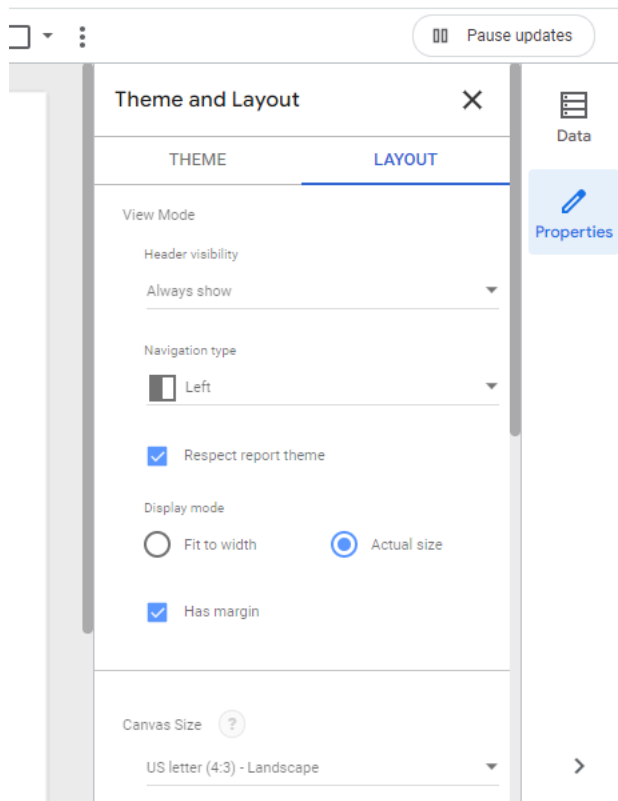 Pause updates
Theme and Layout
Data
THEME
LAYOUT
Properties
View Mode
Header visibility
Always show
Navigation type
Left
Respect report theme
Display mode
Fit to width
Actual size
Has margin
Canvas Size ?
US letter (4:3) - Landscape